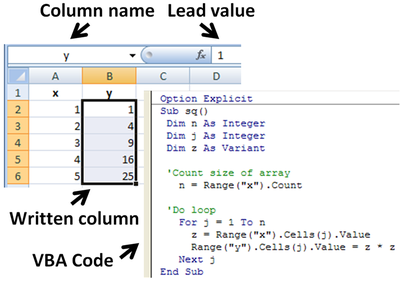 Column name Lead value
y fx 1
A B C D
1 x y
2 1 1
3 2 4
4 3 9
5 4 16
6 5 25
Written column
VBA Code
Option Explicit
Sub sq()
Dim n As Integer
Dim j As Integer
Dim z As Variant
'Count size of array
n = Range("x").Count
'Do loop
For j = 1 To n
z = Range("x").Cells(j).Value
Range("y").Cells(j).Value = z * z
Next j
End Sub